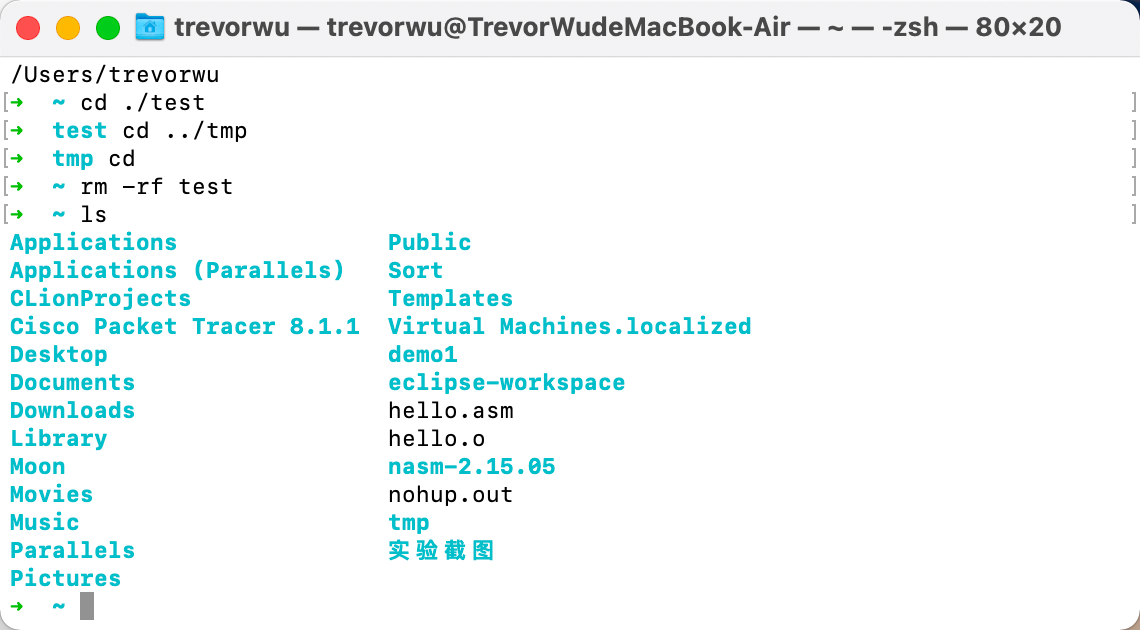 trevorwu — trevorwu@TrevorWudeMacBook-Air — ~ — -zsh — 80×20
/Users/trevorwu
[➜  ~ cd ./test ]
[➜  test cd ../tmp ]
[➜  tmp cd ]
[➜  ~ rm -rf test ]
[➜  ~ ls ]
Applications Public
Applications (Parallels) Sort
CLionProjects Templates
Cisco Packet Tracer 8.1.1 Virtual Machines.localized
Desktop demo1
Documents eclipse-workspace
Downloads hello.asm
Library hello.o
Moon nasm-2.15.05
Movies nohup.out
Music tmp
Parallels 实验截图
Pictures
➜  ~